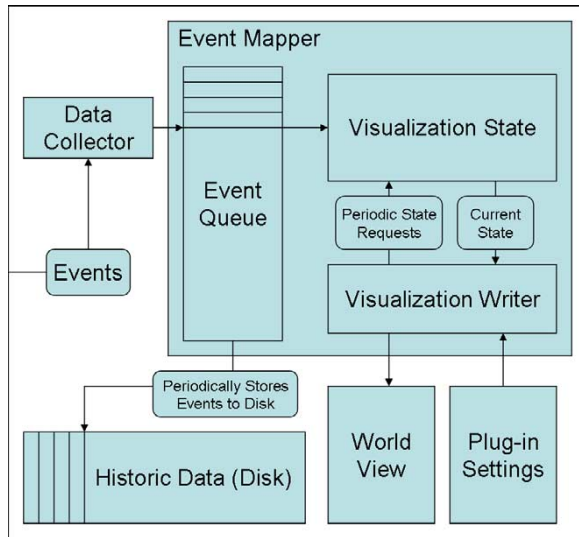 Event Mapper
Data
Collector
Visualization State
Event
Queue
Periodic State
Requests
Current
State
Events
Visualization Writer
Periodically Stores
Events to Disk
World
View
Plug-in
Settings
Historic Data (Disk)